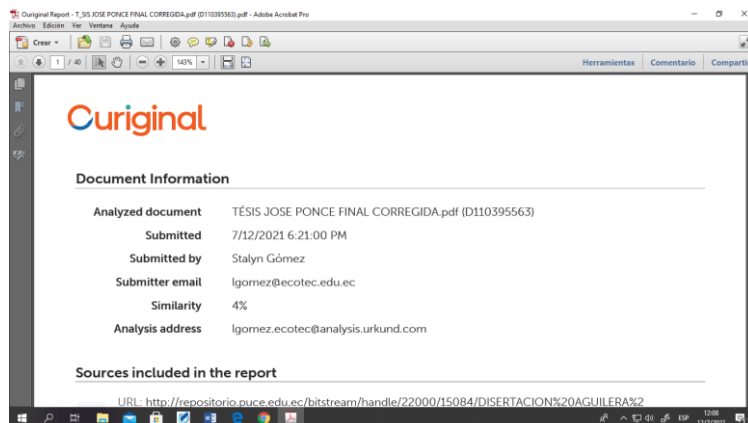 Ouriginal Report - T_SIS JOSE PONCE FINAL CORREGIDA.pdf (D110395563).pdf - Adobe Acrobat Pro
Archivo Edición Ver Ventana Ayuda
Crear
1 / 40 143% Herramientas Comentario Comparti
Ouriginal
Document Information
Analyzed document TÉSIS JOSE PONCE FINAL CORREGIDA.pdf (D110395563)
Submitted 7/12/2021 6:21:00 PM
Submitted by Stalyn Gómez
Submitter email lgomez@ecotec.edu.ec
Similarity 4%
Analysis address lgomez.ecotec@analysis.urkund.com
Sources included in the report
URL: http://repositorio.puce.edu.ec/bitstream/handle/22000/15084/DISERTACION%20AGUILERA%2
ESP 12:08
12/7/2021